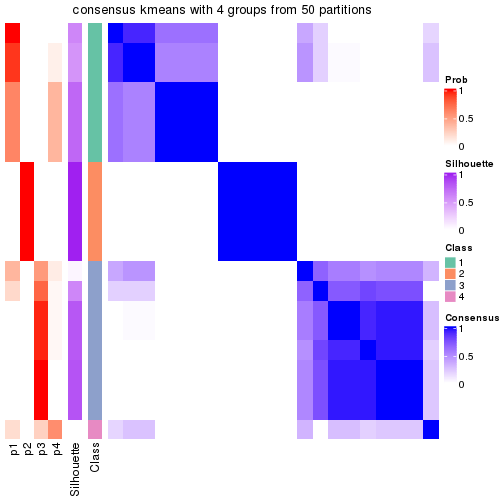 consensus kmeans with 4 groups from 50 partitions
Prob
1
0.5
0
Silhouette
1
0.5
0
Class
1
2
3
4
Consensus
1
0.5
0
p1
p2
p3
p4
Silhouette
Class